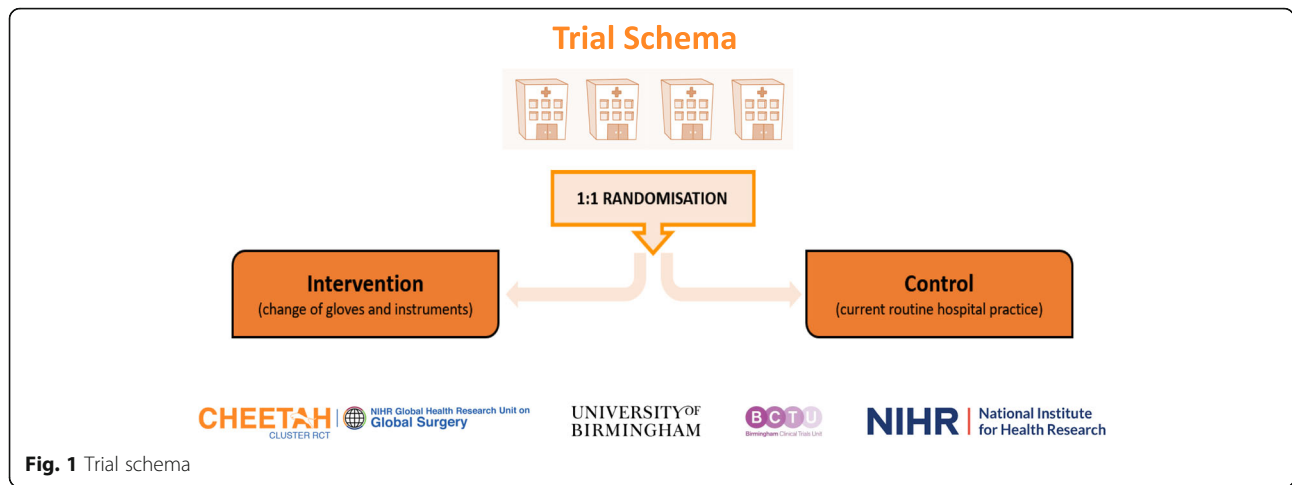 Trial Schema
1:1 RANDOMISATION
Intervention
(change of gloves and instruments)
Control
(current routine hospital practice)
CHEETAH
CLUSTER RCT
NIHR Global Health Research Unit on
Global Surgery
UNIVERSITY OF
BIRMINGHAM
BCTU
Birmingham Clinical Trials Unit
NIHR
National Institute
for Health Research
Fig. 1 Trial schema